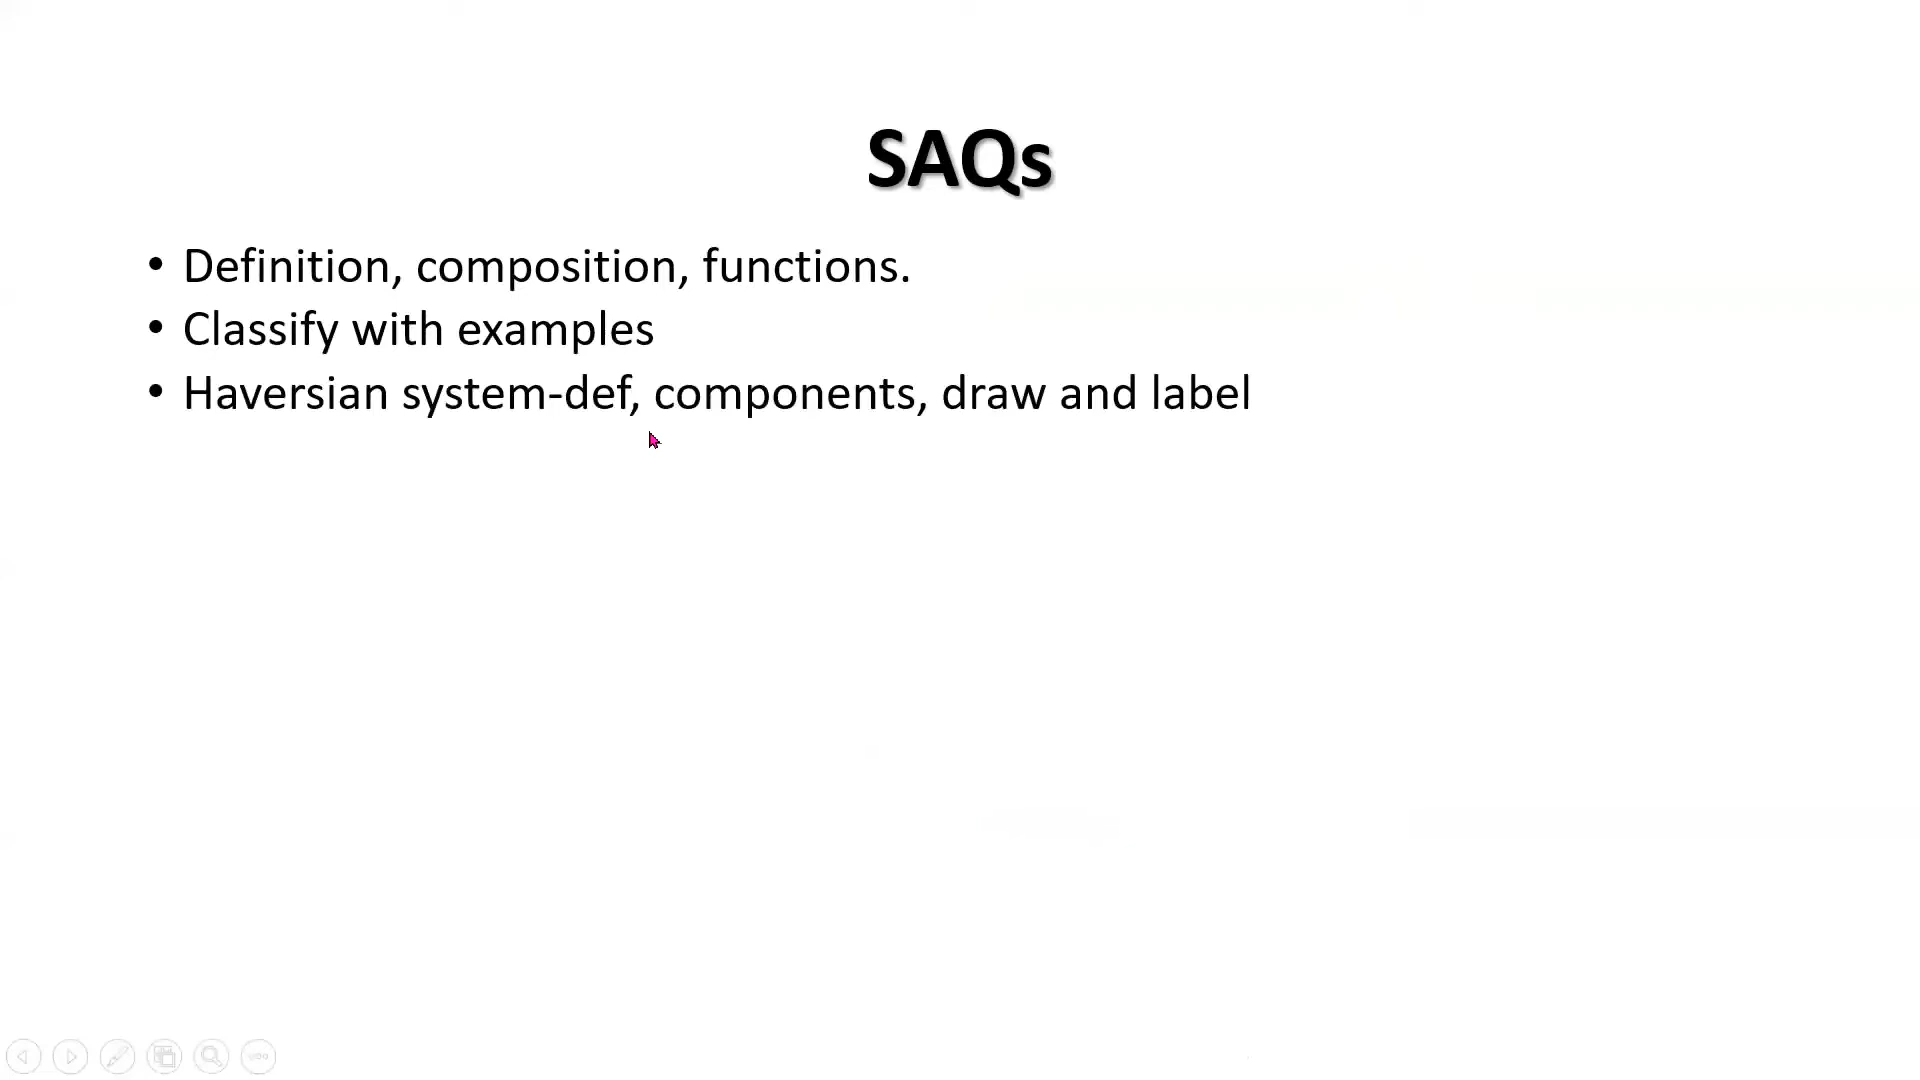 SAQs
• Definition, composition, functions.
• Classify with examples
• Haversian system-def, components, draw and label